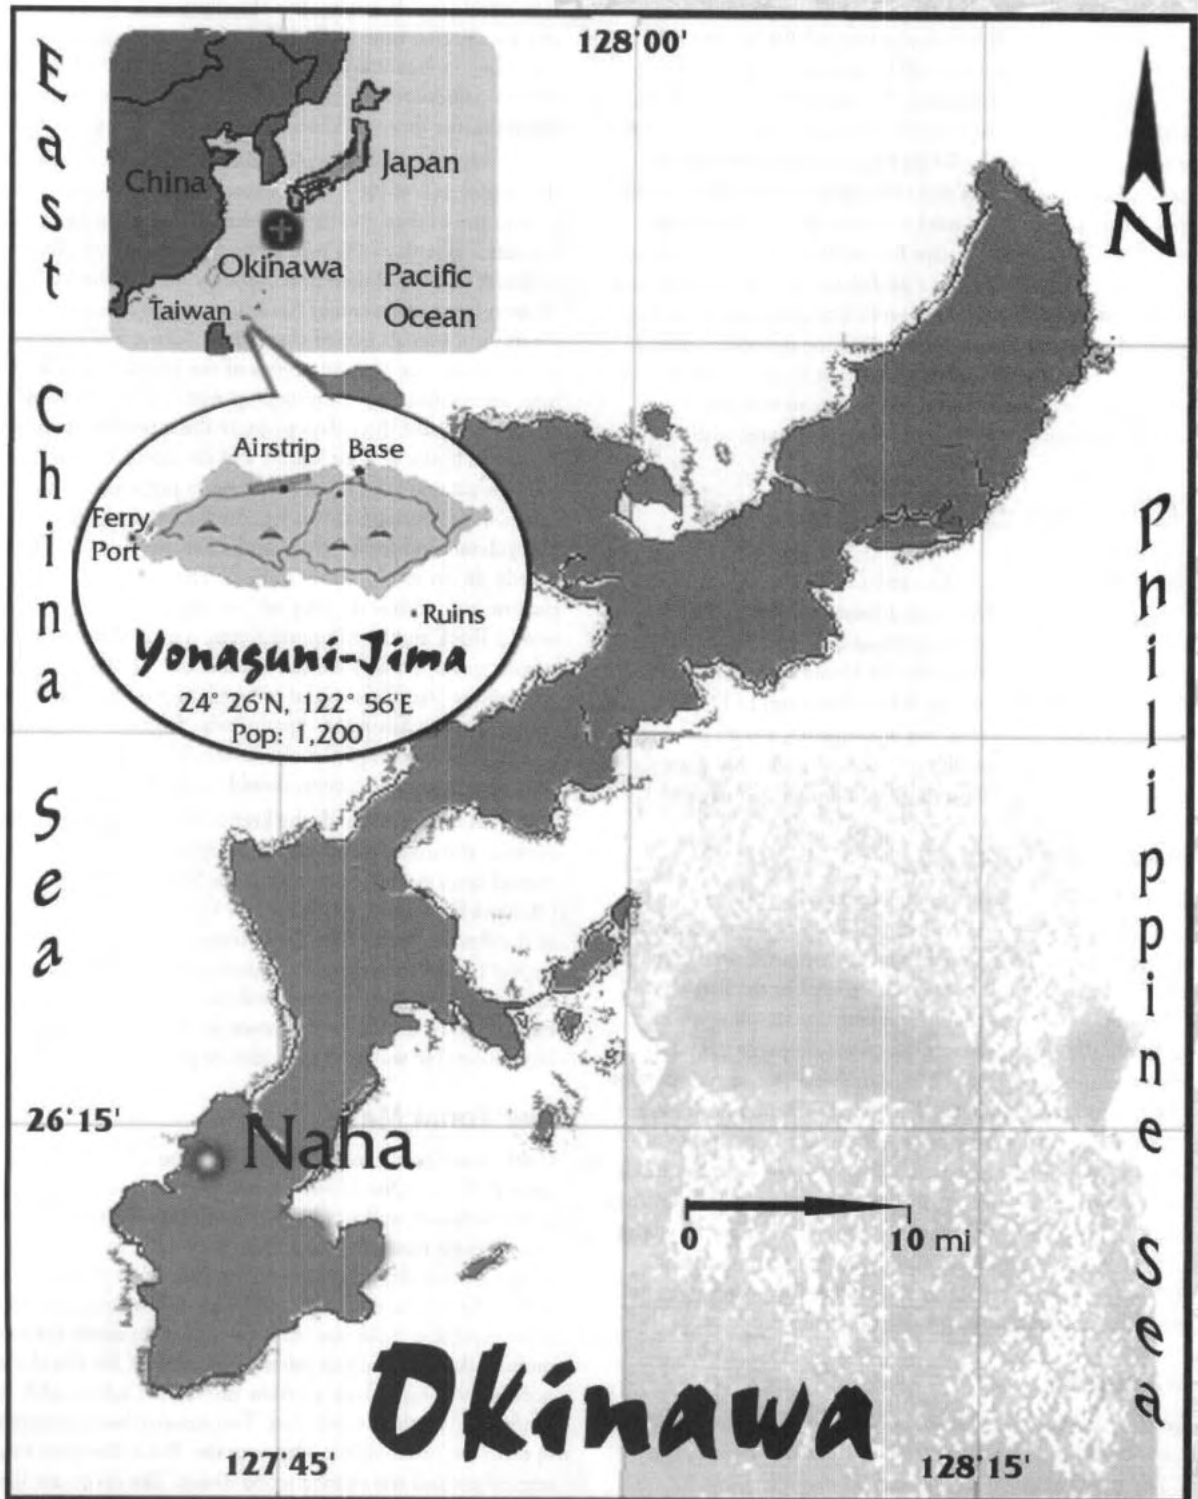 128°00'
East
China
Sea
China
Japan
Okinawa
Pacific
Ocean
Taiwan
N
Airstrip
Base
Ferry
Port
Ruins
Yonaguni-Jima
24° 26'N, 122° 56'E
Pop: 1,200
Philippine
Sea
26°15'
Naha
0
10 mi
Okinawa
127°45'
128°15'